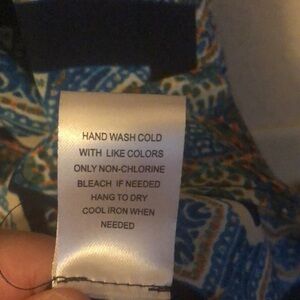 HAND WASH COLD
WITH LIKE COLORS
ONLY NON-CHLORINE
BLEACH IF NEEDED
HANG TO DRY
COOL IRON WHEN
NEEDED